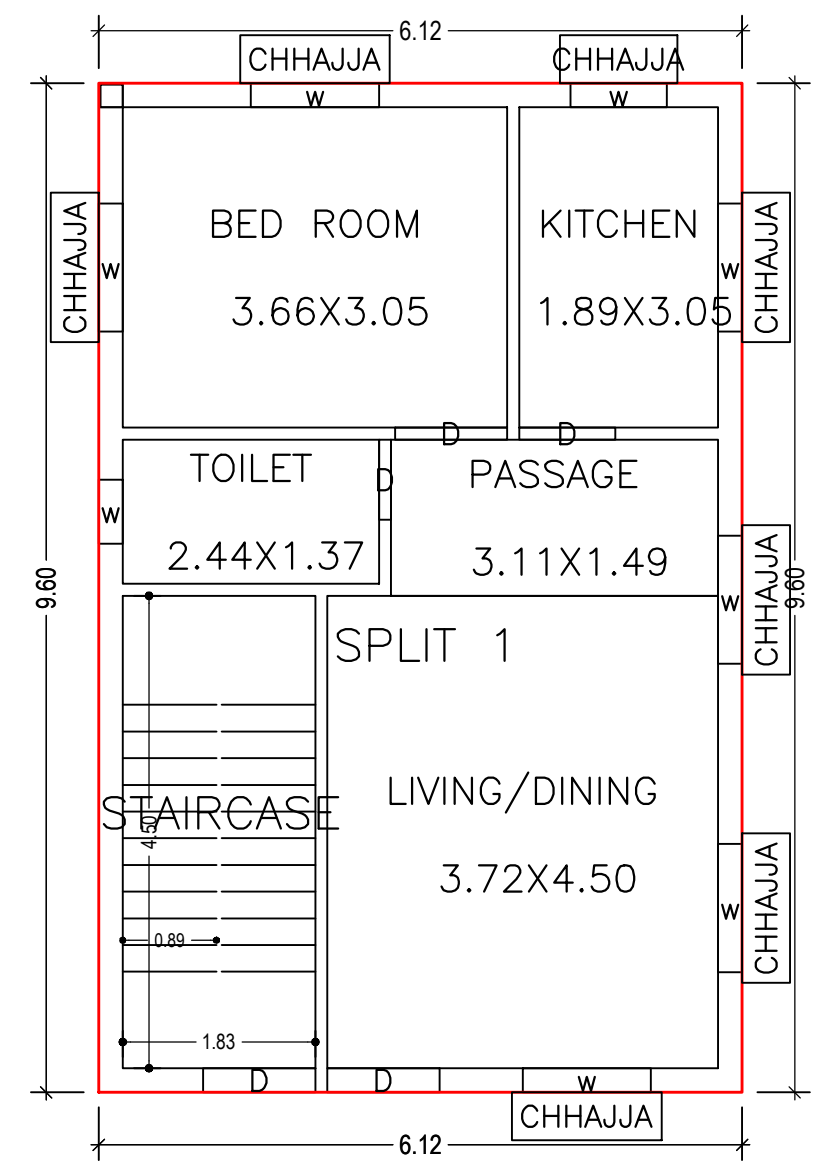 6.12
CHHAJJA
CHHAJJA
W
W
CHHAJJA
W
BED ROOM
3.66X3.05
KITCHEN
1.89X3.05
W
CHHAJJA
D
D
TOILET
2.44X1.37
D
PASSAGE
3.11X1.49
W
W
CHHAJJA
9.60
9.60
SPLIT 1
STAIRCASE
4.50
LIVING/DINING
3.72X4.50
W
CHHAJJA
0.89
1.83
D
D
W
CHHAJJA
6.12